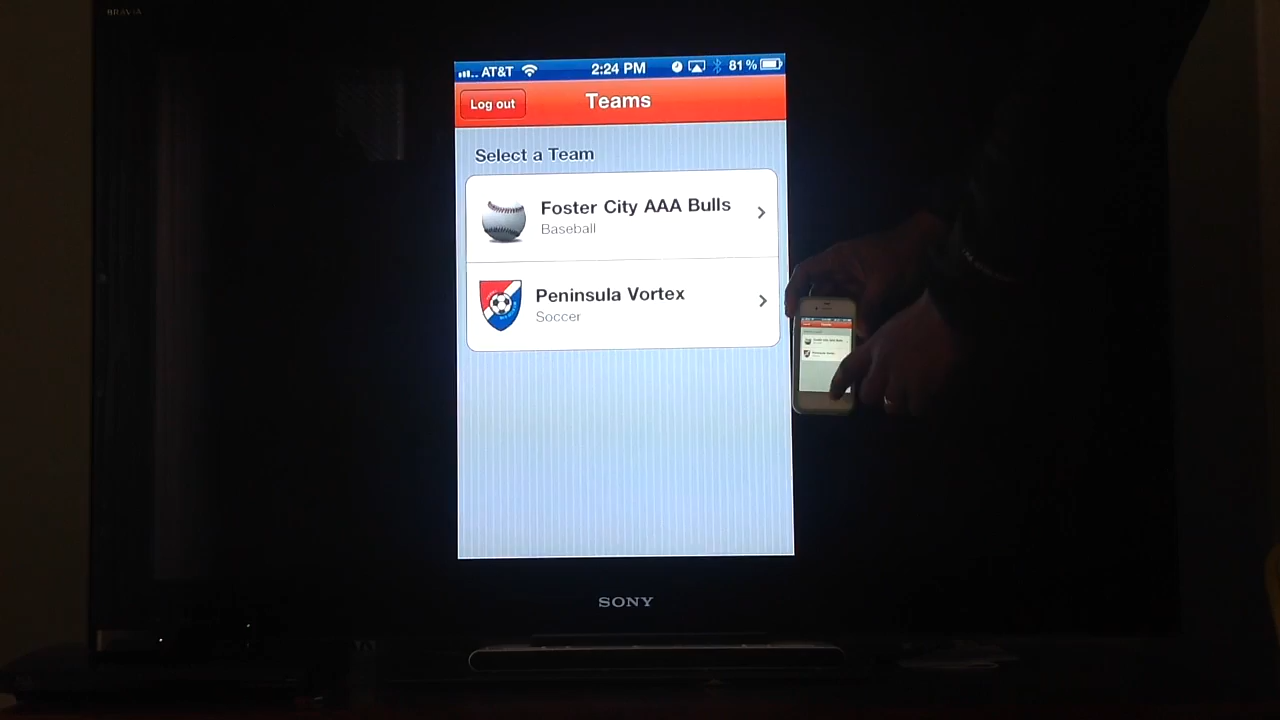 BRAVIA
AT&T 2:24 PM 81%
Log out Teams
Select a Team
Foster City AAA Bulls
Baseball
Peninsula Vortex
Soccer
SONY